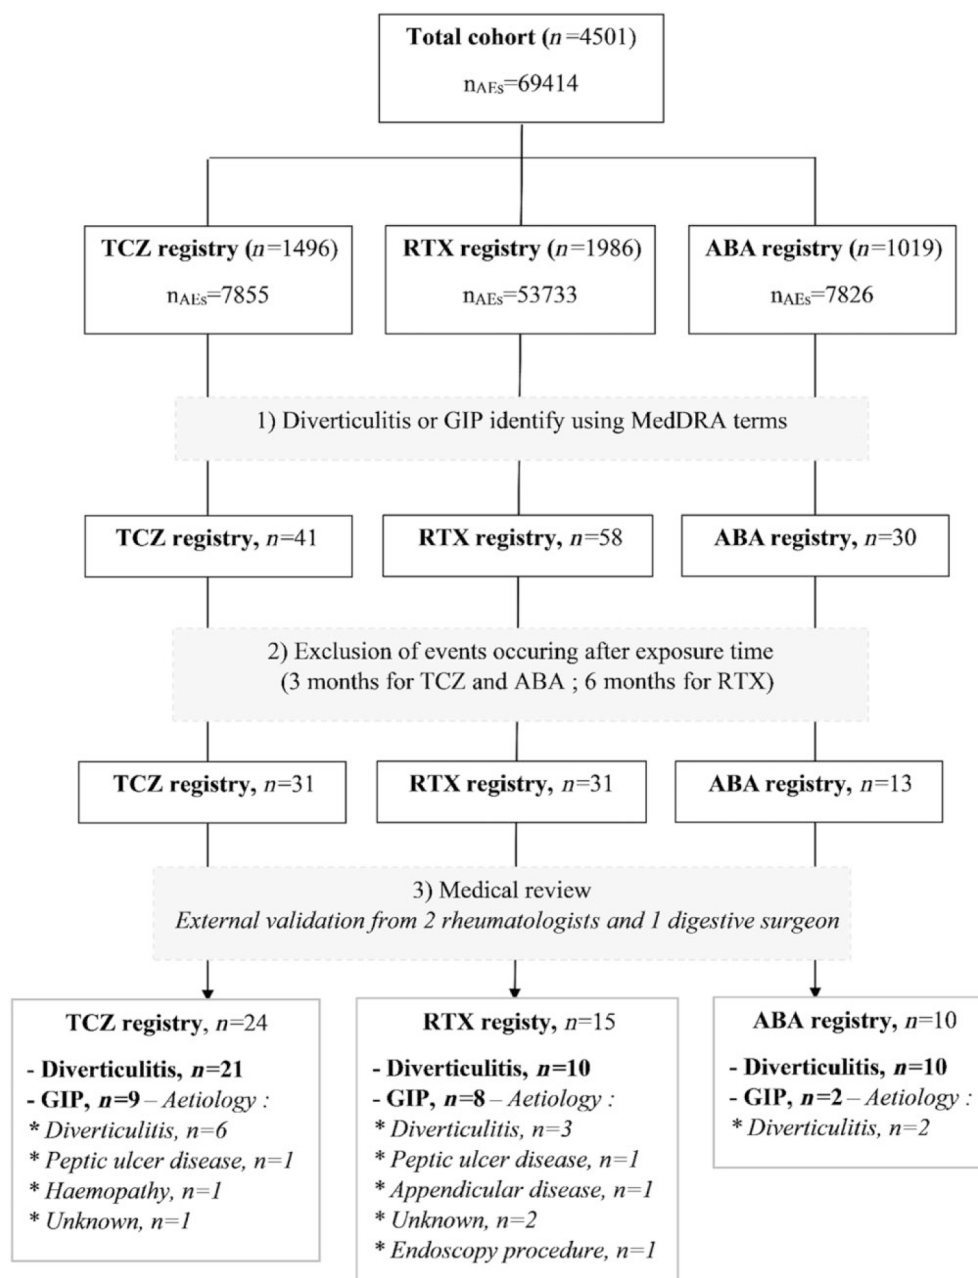 Total cohort (n=4501)
nAEs=69414
TCZ registry (n=1496)
nAEs=7855
RTX registry (n=1986)
nAEs=53733
ABA registry (n=1019)
nAEs=7826
1) Diverticulitis or GIP identify using MedDRA terms
TCZ registry, n=41
RTX registry, n=58
ABA registry, n=30
2) Exclusion of events occuring after exposure time
(3 months for TCZ and ABA ; 6 months for RTX)
TCZ registry, n=31
RTX registry, n=31
ABA registry, n=13
3) Medical review
External validation from 2 rheumatologists and 1 digestive surgeon
TCZ registry, n=24
- Diverticulitis, n=21
- GIP, n=9 – Aetiology :
* Diverticulitis, n=6
* Peptic ulcer disease, n=1
* Haemopathy, n=1
* Unknown, n=1
RTX registy, n=15
- Diverticulitis, n=10
- GIP, n=8 – Aetiology :
* Diverticulitis, n=3
* Peptic ulcer disease, n=1
* Appendicular disease, n=1
* Unknown, n=2
* Endoscopy procedure, n=1
ABA registry, n=10
- Diverticulitis, n=10
- GIP, n=2 – Aetiology :
* Diverticulitis, n=2